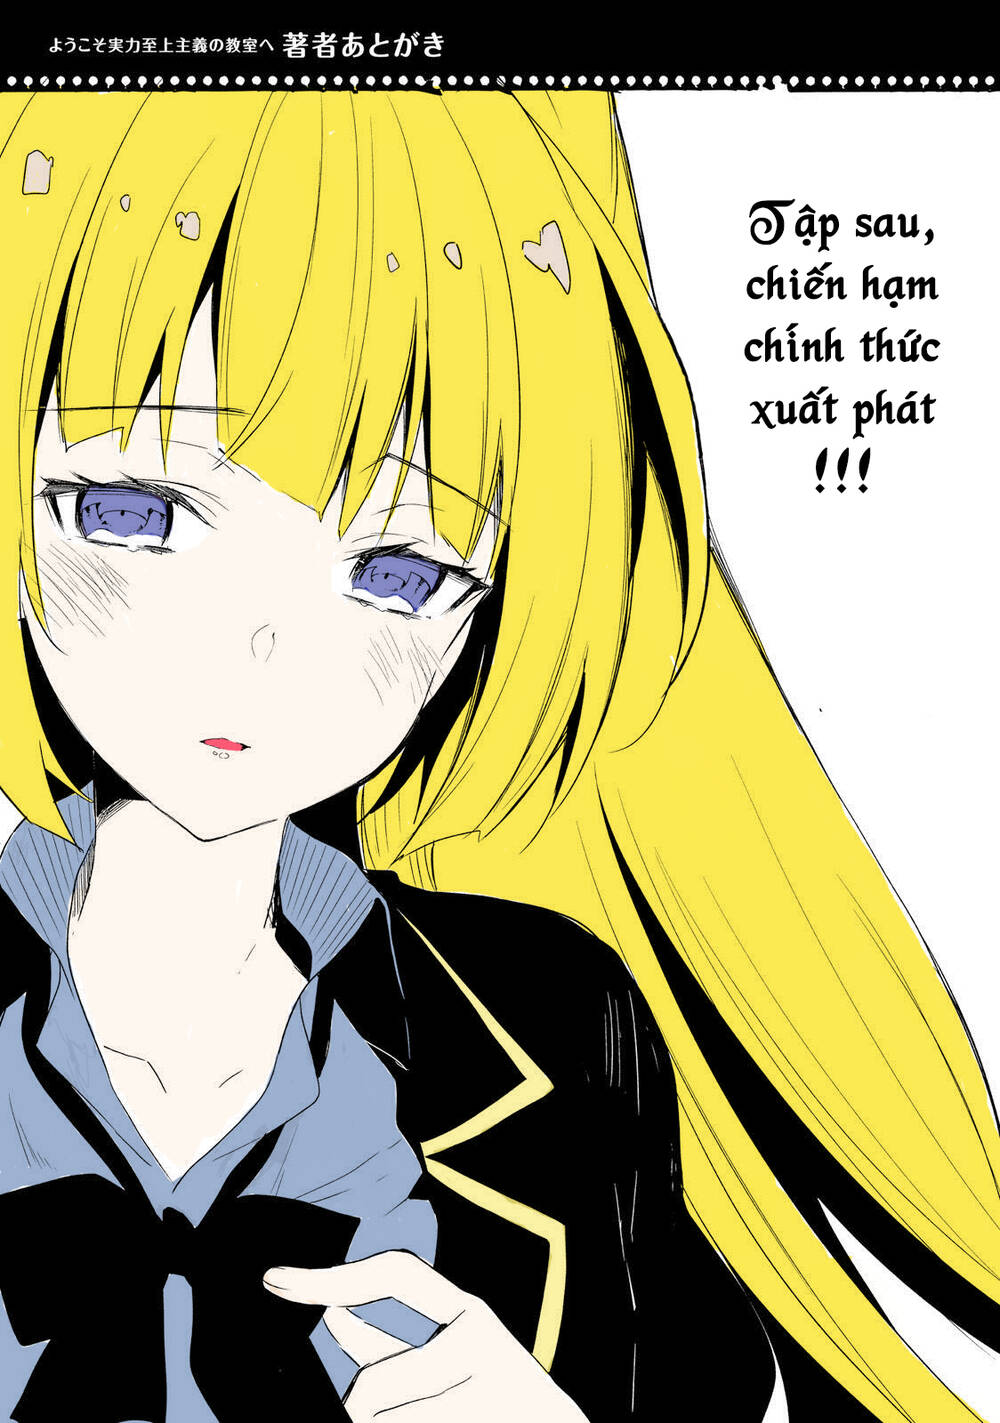 ようこそ実力至上主義の教室へ 著者あとがき
Tập sau,
chiến hạm
chính thức
xuất phát
!!!